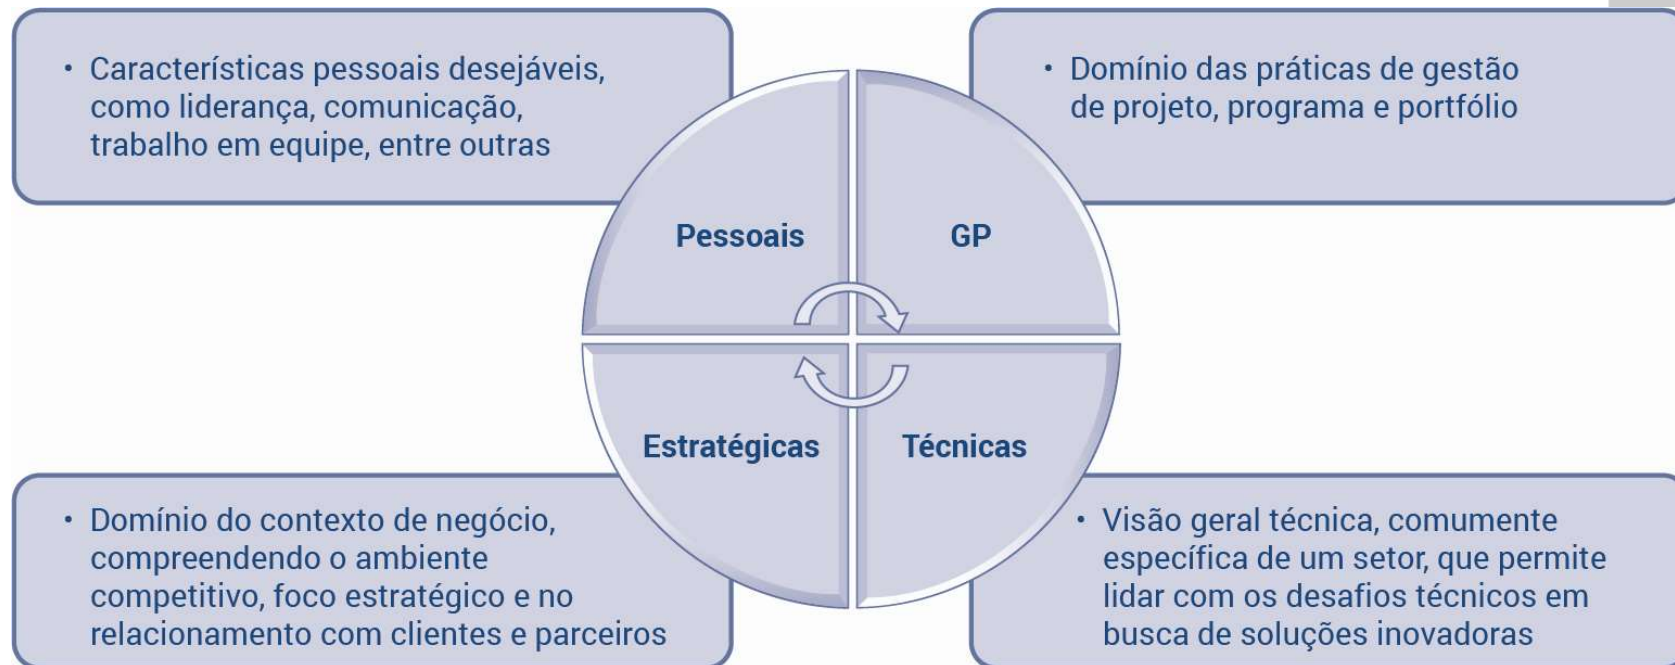 • Características pessoais desejáveis,
como liderança, comunicação,
trabalho em equipe, entre outras
• Domínio das práticas de gestão
de projeto, programa e portfólio
Pessoais
GP
Estratégicas
Técnicas
• Domínio do contexto de negócio,
compreendendo o ambiente
competitivo, foco estratégico e no
relacionamento com clientes e parceiros
• Visão geral técnica, comumente
específica de um setor, que permite
lidar com os desafios técnicos em
busca de soluções inovadoras